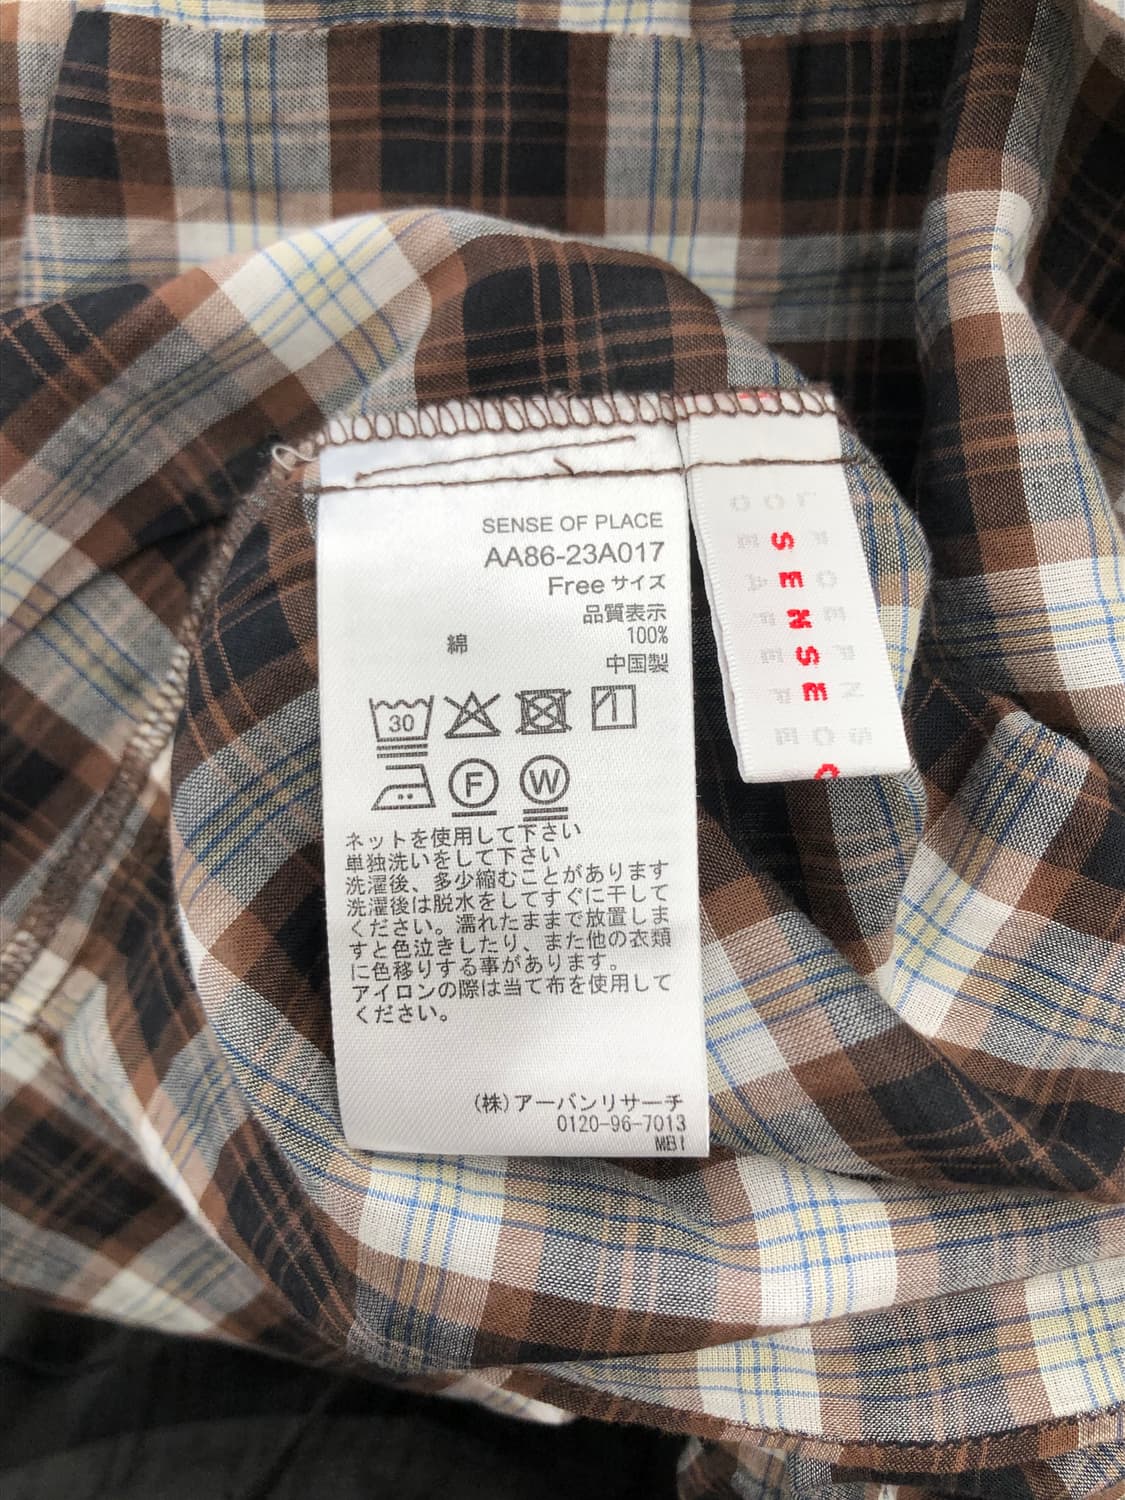 SENSE OF PLACE
AA86-23A017
Free サイズ
品質表示
綿 100%
中国製
30
F W
ネットを使用して下さい
単独洗いをして下さい
洗濯後、多少縮むことがあります
洗濯後は脱水をしてすぐに干して
ください。濡れたままで放置しま
すと色泣きしたり、また他の衣類
に色移りする事があります。
アイロンの際は当て布を使用して
ください。
(株)アーバンリサーチ
0120-96-7013
MBI
SENSE